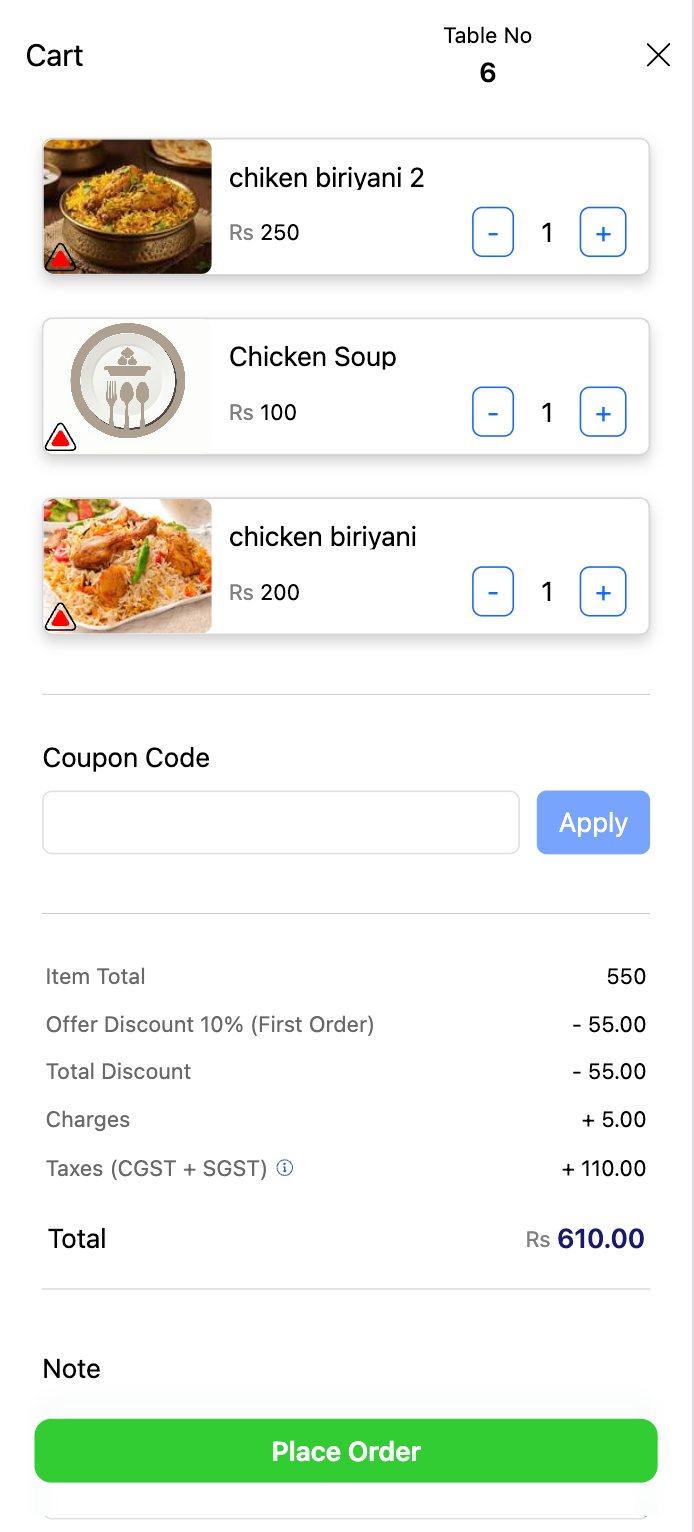 Cart
Table No
6
chiken biriyani 2
Rs 250
- 1 +
Chicken Soup
Rs 100
- 1 +
chicken biriyani
Rs 200
- 1 +
Coupon Code
Apply
Item Total 550
Offer Discount 10% (First Order) - 55.00
Total Discount - 55.00
Charges + 5.00
Taxes (CGST + SGST) + 110.00
Total Rs 610.00
Note
Place Order